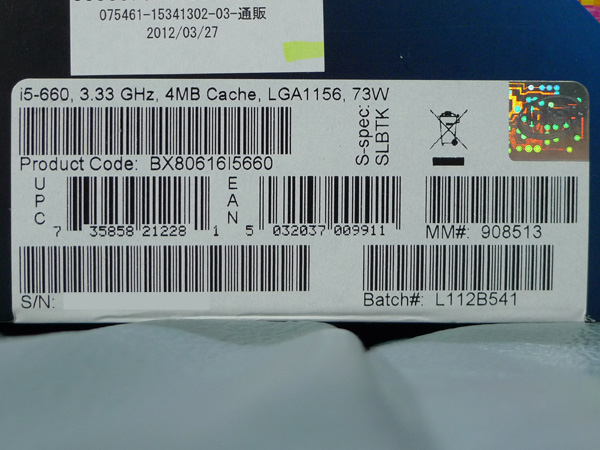 075461-15341302-03-通販
2012/03/27
i5-660, 3.33 GHz, 4MB Cache, LGA1156, 73W
S-spec:
SLBTK
Product Code: BX80616I5660
UPC
7 35858 21228 1
EAN
5 032037 009911
MM#: 908513
S/N:
Batch#: L112B541